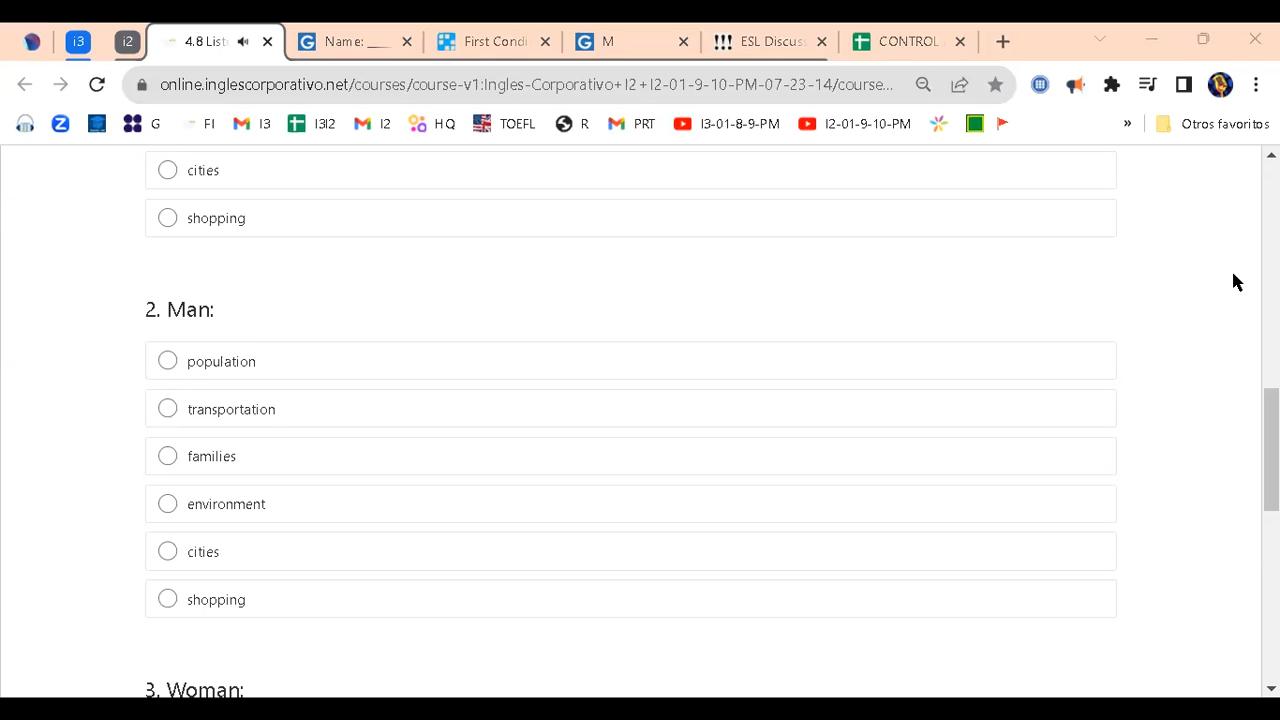 i3 i2 4.8 List Name: ____ First Condi M ESL Discus CONTROL
online.inglescorporativo.net/courses/course-v1:Ingles-Corporativo+I2+I2-01-9-10-PM-07-23-14/course...
G FI I3 I3I2 I2 HQ TOEFL R PRT I3-01-8-9-PM I2-01-9-10-PM » Otros favoritos
cities
shopping
2. Man:
population
transportation
families
environment
cities
shopping
3. Woman: